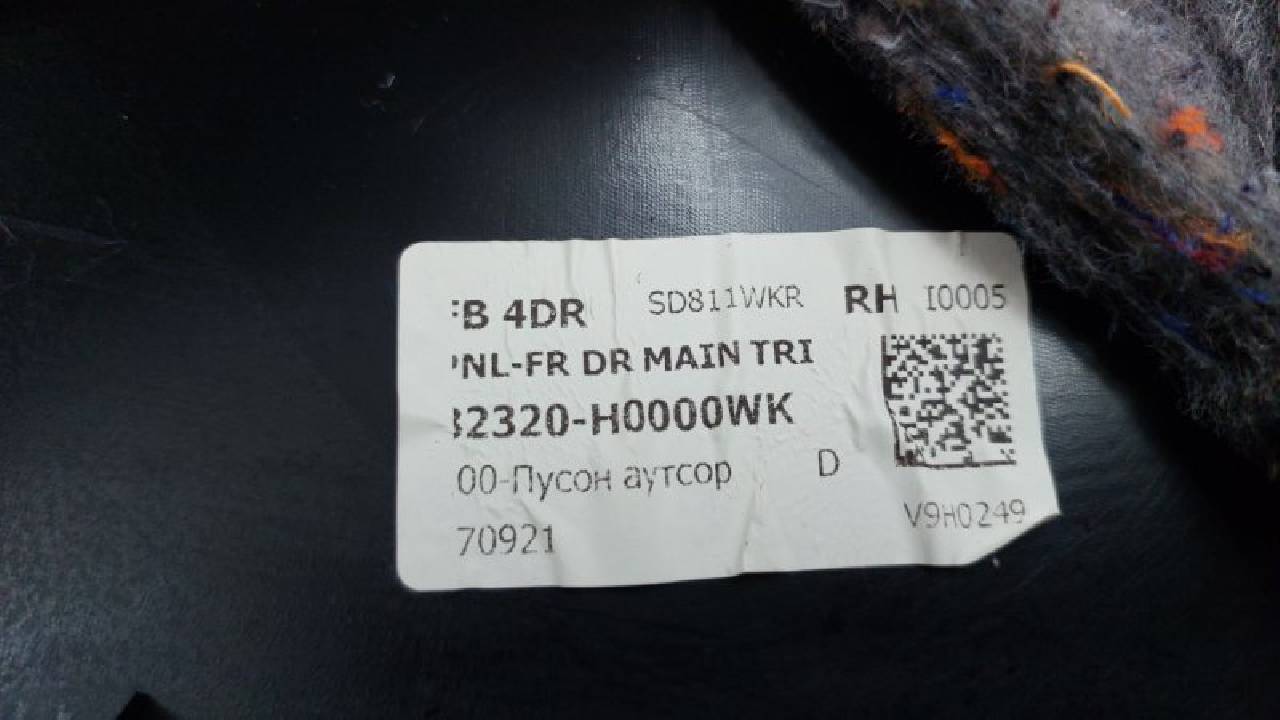 B 4DR SD811WKR RH I0005
NL-FR DR MAIN TRI
2320-H0000WK
00-Пусон аутсор D
70921
V9H0249